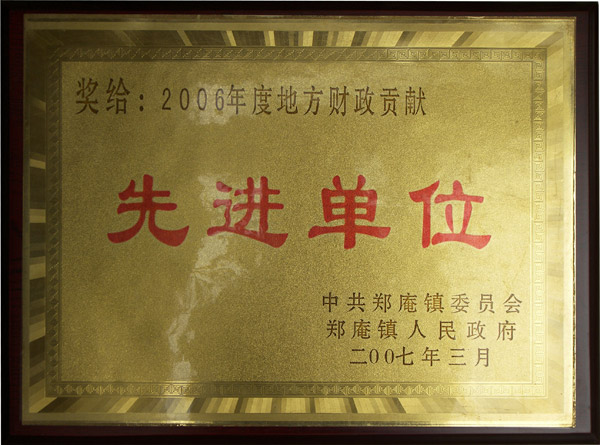 奖给：2006年度地方财政贡献
先进单位
中共郑庵镇委员会
郑庵镇人民政府
二00七年三月